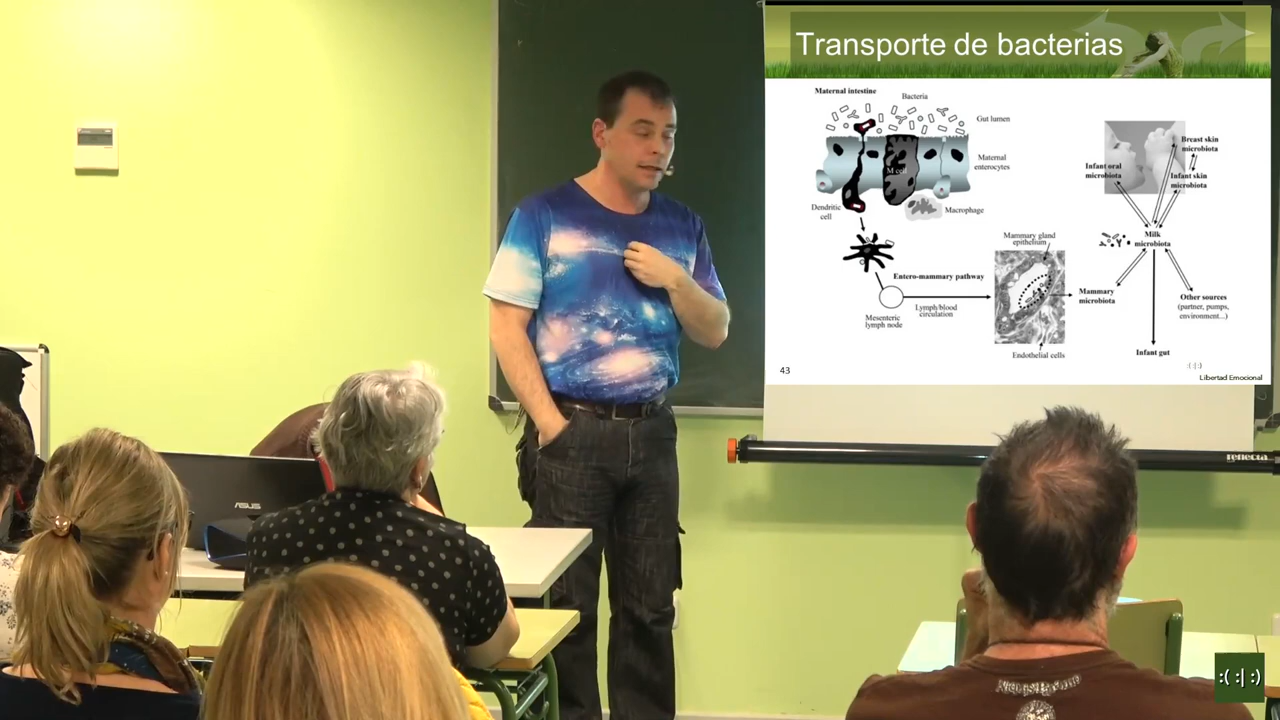 Transporte de bacterias
Maternal intestine
Bacteria
Gut lumen
Maternal
enterocytes
M cell
Dendritic
cell
Macrophage
Entero-mammary pathway
Lymph/blood
circulation
Mesenteric
lymph node
Mammary gland
epithelium
Endothelial cells
Mammary
microbiota
Infant oral
microbiota
Breast skin
microbiota
Infant skin
microbiota
Milk
microbiota
Other sources
(partner, pumps,
environment...)
Infant gut
43
:(:|:)
Libertad Emocional
ASUS
:( :| :)